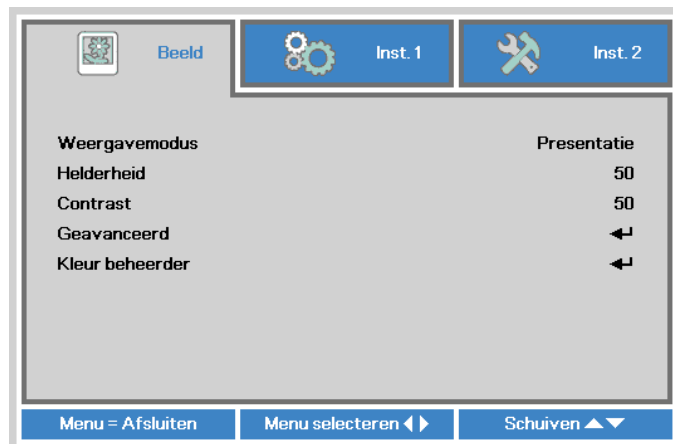 Beeld Inst. 1 Inst. 2
Weergavemodus Presentatie
Helderheid 50
Contrast 50
Geavanceerd
Kleur beheerder
Menu = Afsluiten Menu selecteren Schuiven